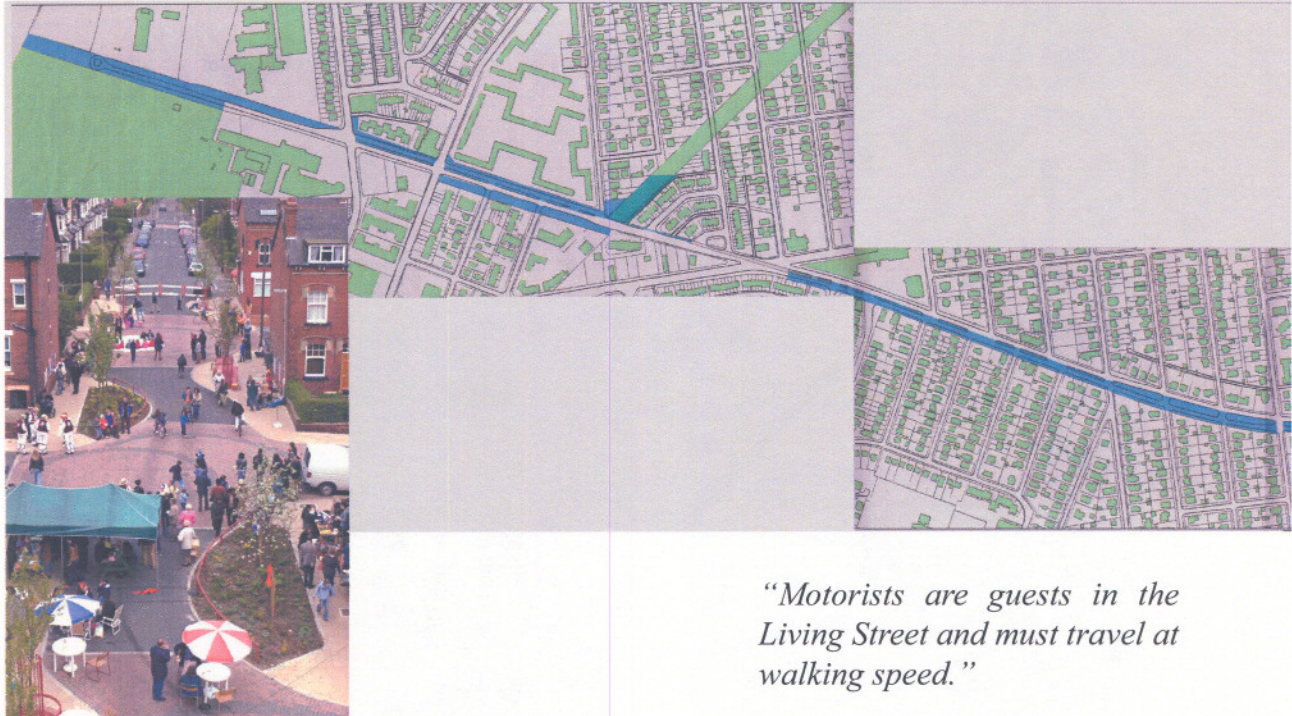 “Motorists are guests in the
Living Street and must travel at
walking speed.”